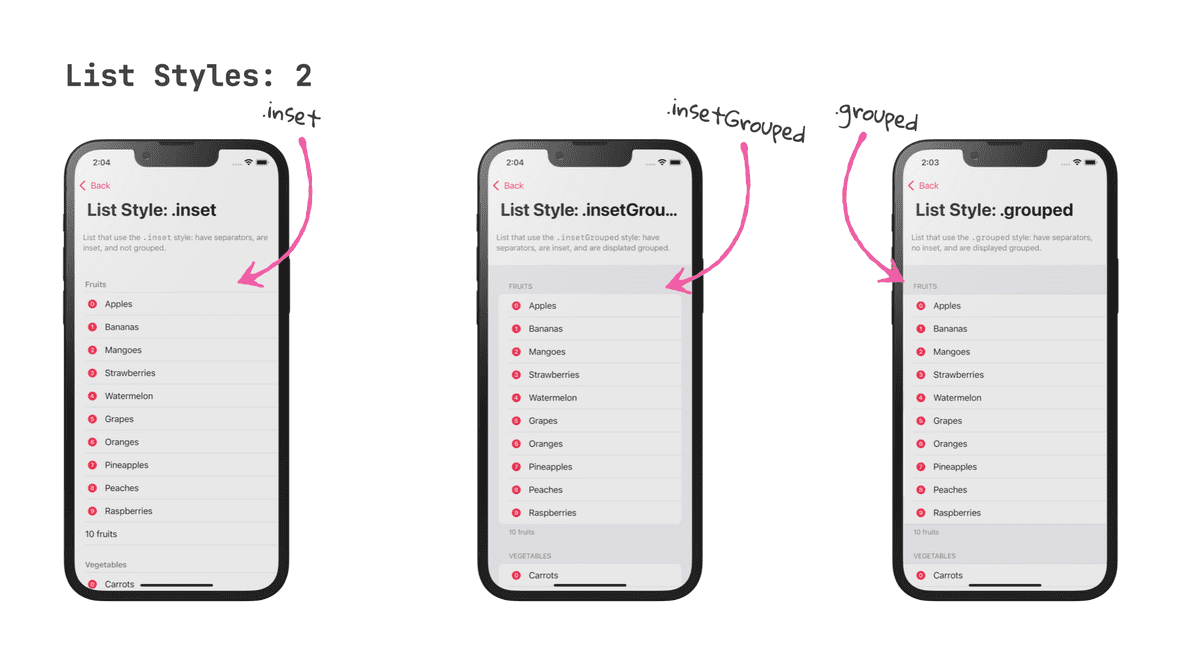 List Styles: 2
.inset
2:04
Back
List Style: .inset
List that use the .inset style: have separators, are
inset, and not grouped.
Fruits
0 Apples
1 Bananas
2 Mangoes
3 Strawberries
4 Watermelon
5 Grapes
6 Oranges
7 Pineapples
8 Peaches
9 Raspberries
10 fruits
Vegetables
0 Carrots
.insetGrouped
2:04
Back
List Style: .insetGrou...
List that use the .insetGrouped style: have
separators, are inset, and are displated grouped.
FRUITS
0 Apples
1 Bananas
2 Mangoes
3 Strawberries
4 Watermelon
5 Grapes
6 Oranges
7 Pineapples
8 Peaches
9 Raspberries
10 fruits
VEGETABLES
0 Carrots
.grouped
2:03
Back
List Style: .grouped
List that use the .grouped style: have separators,
no inset, and are displayed grouped.
FRUITS
0 Apples
1 Bananas
2 Mangoes
3 Strawberries
4 Watermelon
5 Grapes
6 Oranges
7 Pineapples
8 Peaches
9 Raspberries
10 fruits
VEGETABLES
0 Carrots